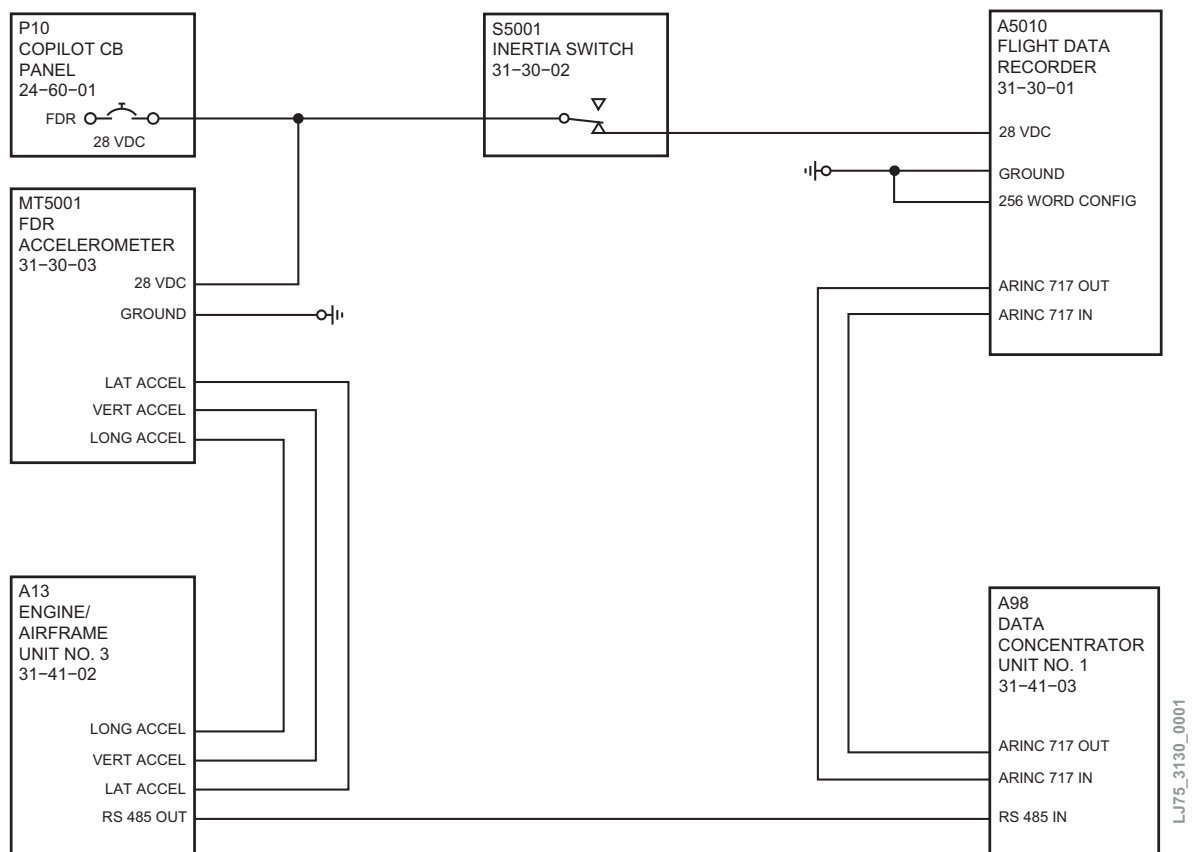 P10
COPILOT CB
PANEL
24−60−01
FDR
28 VDC
S5001
INERTIA SWITCH
31−30−02
A5010
FLIGHT DATA
RECORDER
31−30−01
28 VDC
GROUND
256 WORD CONFIG
ARINC 717 OUT
ARINC 717 IN
MT5001
FDR
ACCELEROMETER
31−30−03
28 VDC
GROUND
LAT ACCEL
VERT ACCEL
LONG ACCEL
A13
ENGINE/
AIRFRAME
UNIT NO. 3
31−41−02
LONG ACCEL
VERT ACCEL
LAT ACCEL
RS 485 OUT
A98
DATA
CONCENTRATOR
UNIT NO. 1
31−41−03
ARINC 717 OUT
ARINC 717 IN
RS 485 IN
LJ75_3130_0001